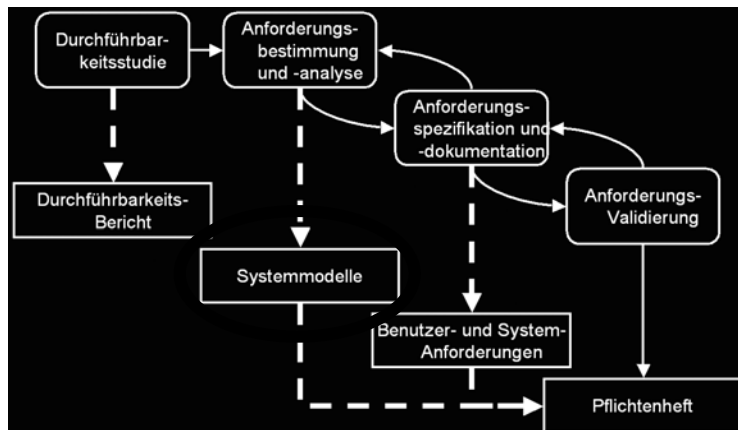 Durchführbar-
keitsstudie
Anforderungs-
bestimmung
und -analyse
Anforderungs-
spezifikation und
-dokumentation
Anforderungs-
Validierung
Durchführbarkeits-
Bericht
Systemmodelle
Benutzer- und System-
Anforderungen
Pflichtenheft